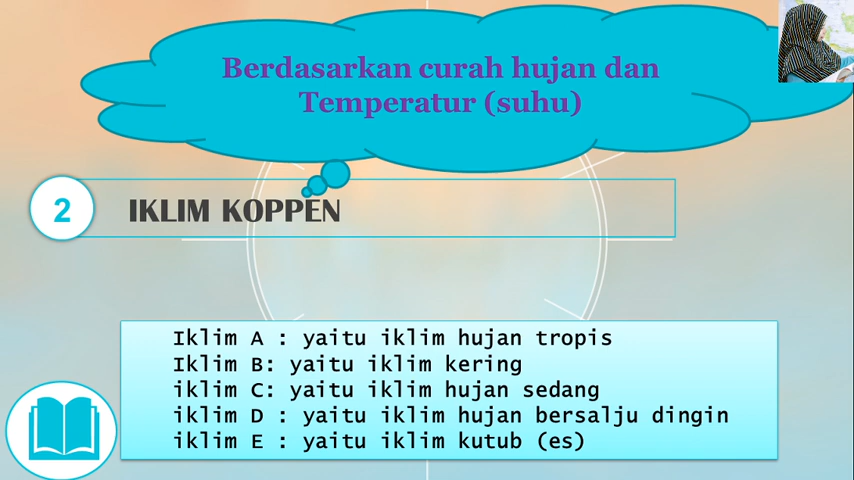 Berdasarkan curah hujan dan
Temperatur (suhu)
2
IKLIM KOPPEN
Iklim A : yaitu iklim hujan tropis
Iklim B: yaitu iklim kering
iklim C: yaitu iklim hujan sedang
iklim D : yaitu iklim hujan bersalju dingin
iklim E : yaitu iklim kutub (es)